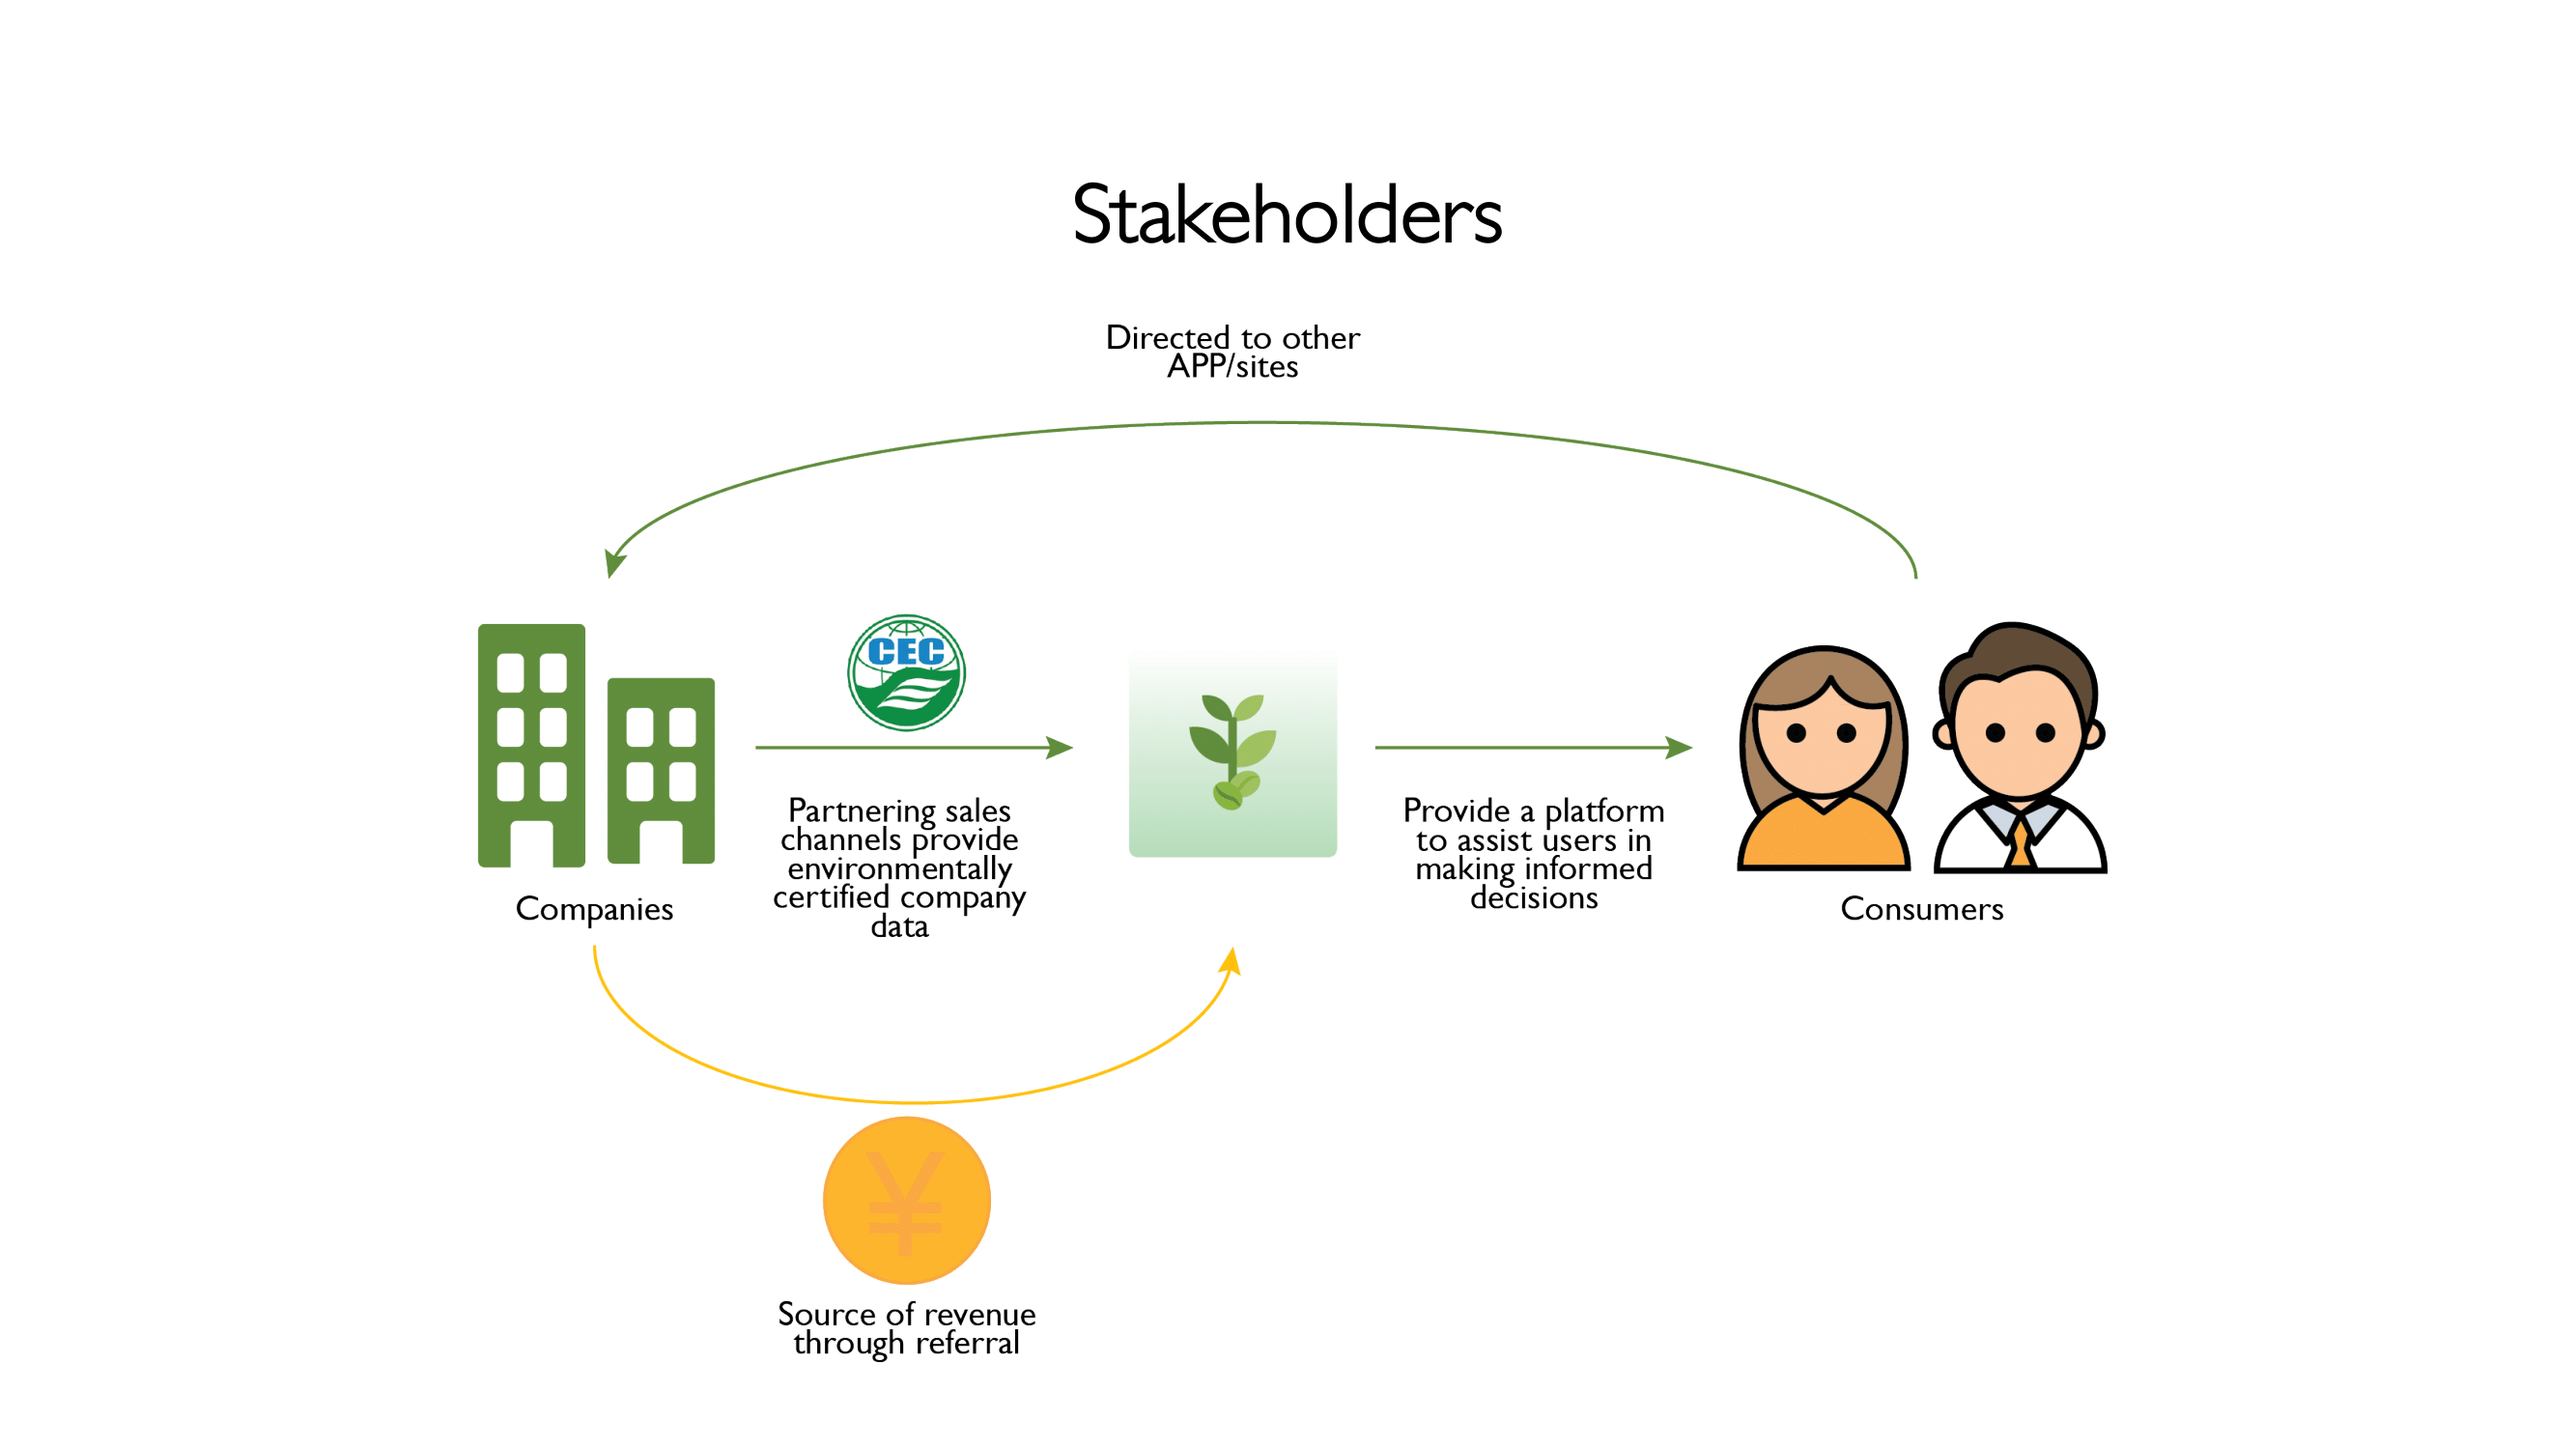 Stakeholders
Directed to other
APP/sites
CEC
Partnering sales
channels provide
environmentally
certified company
data
Provide a platform
to assist users in
making informed
decisions
Companies
Consumers
¥
Source of revenue
through referral